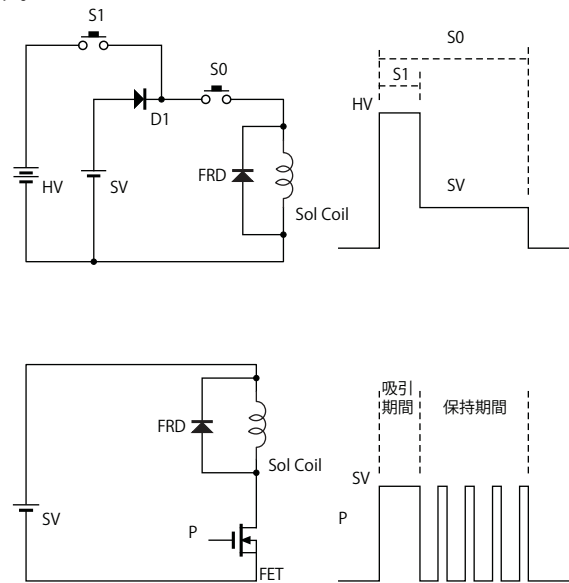 S1
S0
D1
HV
SV
FRD
Sol Coil
S0
S1
HV
SV
FRD
Sol Coil
SV
P
FET
吸引
期間
保持期間
SV
P